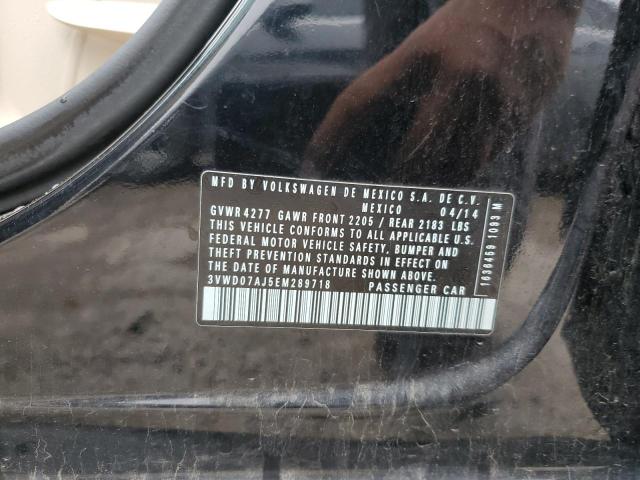 MFD BY VOLKSWAGEN DE MEXICO S.A. DE C.V.
MEXICO 04/14
GVWR 4277 GAWR FRONT 2205 / REAR 2183 LBS
THIS VEHICLE CONFORMS TO ALL APPLICABLE U.S.
FEDERAL MOTOR VEHICLE SAFETY, BUMPER AND
THEFT PREVENTION STANDARDS IN EFFECT ON
THE DATE OF MANUFACTURE SHOWN ABOVE.
3VWD07AJ5EM289718 PASSENGER CAR
1636469 1093 M